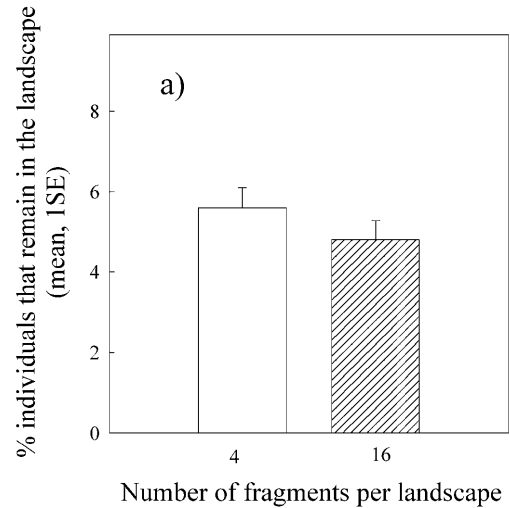 % individuals that remain in the landscape
(mean, 1SE)
a)
8
6
4
2
0
4
16
Number of fragments per landscape